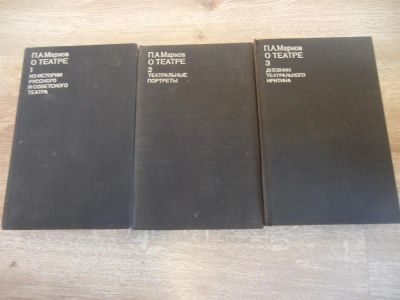 П.А.Марков
О ТЕАТРЕ
1
ИЗ ИСТОРИИ
РУССКОГО
И СОВЕТСКОГО
ТЕАТРА
П.А.Марков
О ТЕАТРЕ
2
ТЕАТРАЛЬНЫЕ
ПОРТРЕТЫ
П.А.Марков
О ТЕАТРЕ
3
ДНЕВНИК
ТЕАТРАЛЬНОГО
КРИТИКА